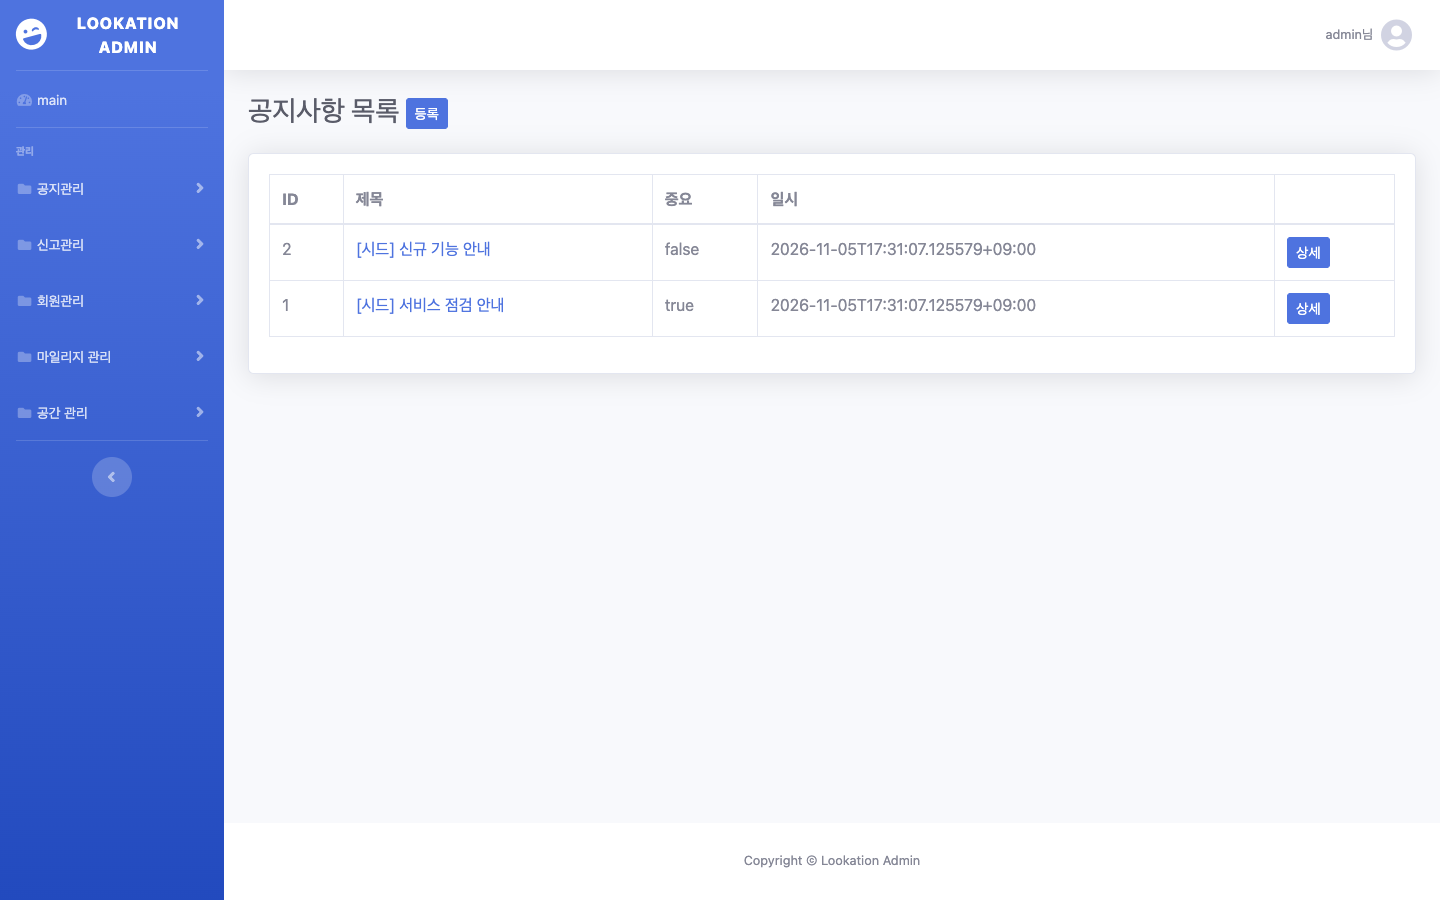 LOOKATION
ADMIN
admin님
main
관리
공지관리
신고관리
회원관리
마일리지 관리
공간 관리
공지사항 목록 등록
ID 제목 중요 일시
2 [시드] 신규 기능 안내 false 2026-11-05T17:31:07.125579+09:00 상세
1 [시드] 서비스 점검 안내 true 2026-11-05T17:31:07.125579+09:00 상세
Copyright © Lookation Admin